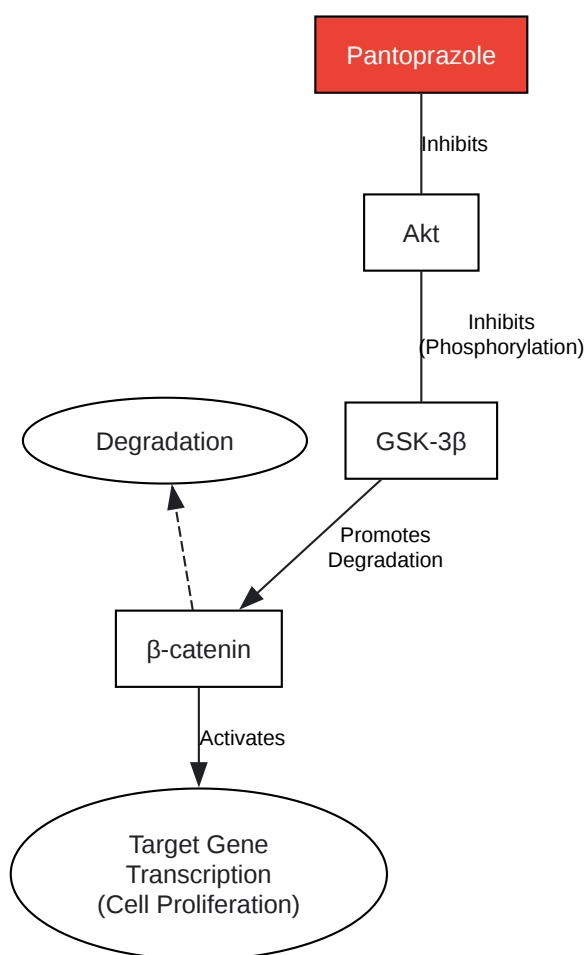 Pantoprazole
Inhibits
Akt
Inhibits
(Phosphorylation)
GSK-3β
Degradation
Promotes
Degradation
β-catenin
Activates
Target Gene
Transcription
(Cell Proliferation)